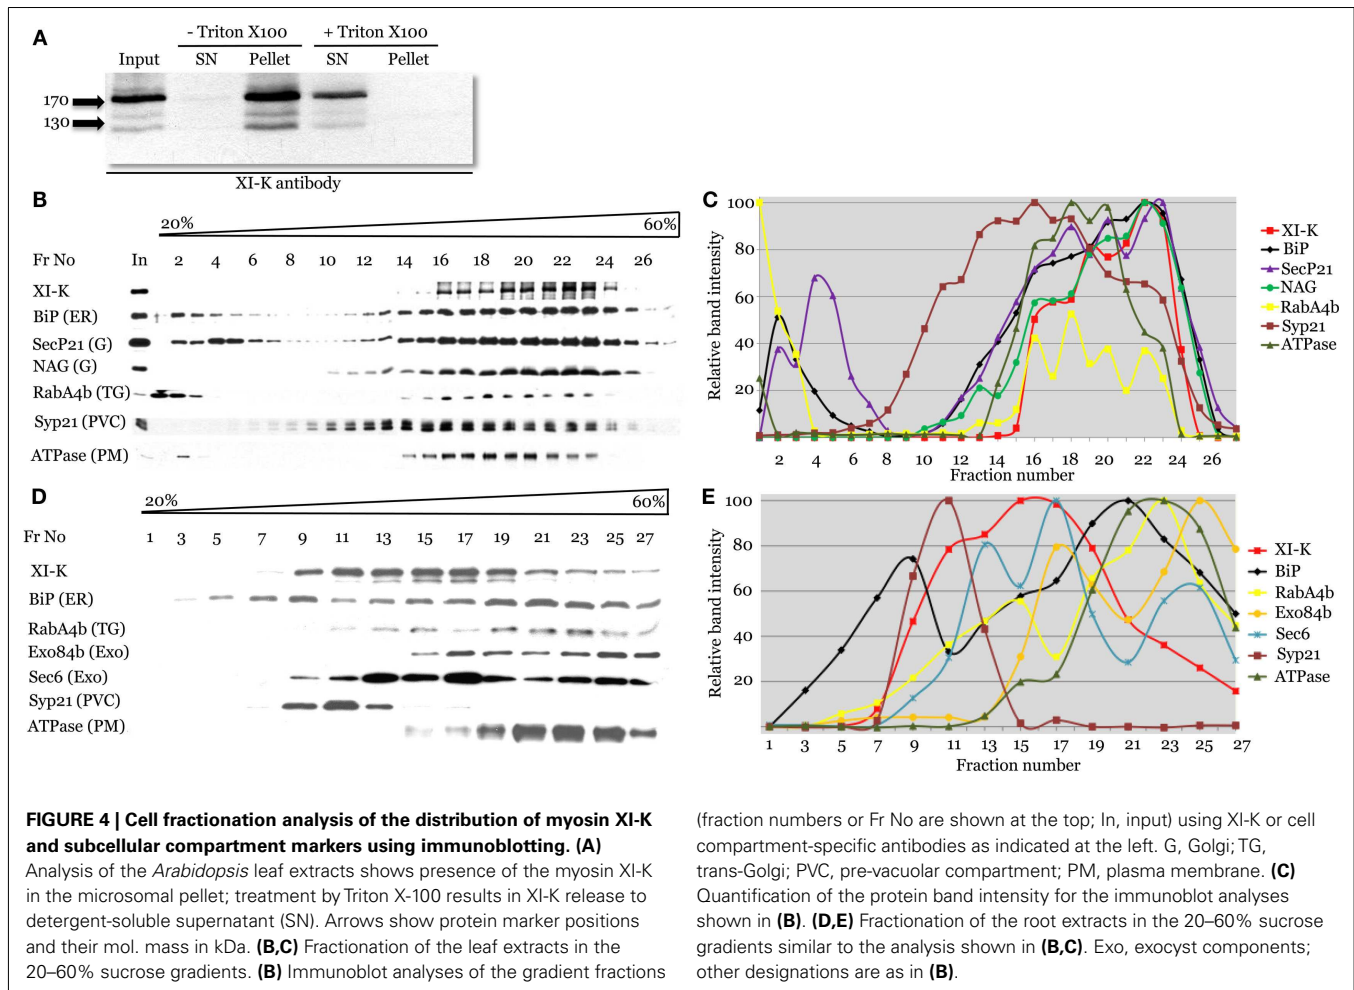 A
- Triton X100
+ Triton X100
Input SN Pellet SN Pellet
170
130
XI-K antibody
B
20%
60%
Fr No In 2 4 6 8 10 12 14 16 18 20 22 24 26
XI-K
BiP (ER)
SecP21 (G)
NAG (G)
RabA4b (TG)
Syp21 (PVC)
ATPase (PM)
C
Relative band intensity
100
80
60
40
20
2 4 6 8 10 12 14 16 18 20 22 24 26
Fraction number
XI-K
BiP
SecP21
NAG
RabA4b
Syp21
ATPase
D
20%
60%
Fr No 1 3 5 7 9 11 13 15 17 19 21 23 25 27
XI-K
BiP (ER)
RabA4b (TG)
Exo84b (Exo)
Sec6 (Exo)
Syp21 (PVC)
ATPase (PM)
E
Relative band intensity
100
80
60
40
20
1 3 5 7 9 11 13 15 17 19 21 23 25 27
Fraction number
XI-K
BiP
RabA4b
Exo84b
Sec6
Syp21
ATPase
FIGURE 4 | Cell fractionation analysis of the distribution of myosin XI-K
and subcellular compartment markers using immunoblotting. (A)
Analysis of the Arabidopsis leaf extracts shows presence of the myosin XI-K
in the microsomal pellet; treatment by Triton X-100 results in XI-K release to
detergent-soluble supernatant (SN). Arrows show protein marker positions
and their mol. mass in kDa. (B,C) Fractionation of the leaf extracts in the
20–60% sucrose gradients. (B) Immunoblot analyses of the gradient fractions
(fraction numbers or Fr No are shown at the top; In, input) using XI-K or cell
compartment-specific antibodies as indicated at the left. G, Golgi; TG,
trans-Golgi; PVC, pre-vacuolar compartment; PM, plasma membrane. (C)
Quantification of the protein band intensity for the immunoblot analyses
shown in (B). (D,E) Fractionation of the root extracts in the 20–60% sucrose
gradients similar to the analysis shown in (B,C). Exo, exocyst components;
other designations are as in (B).